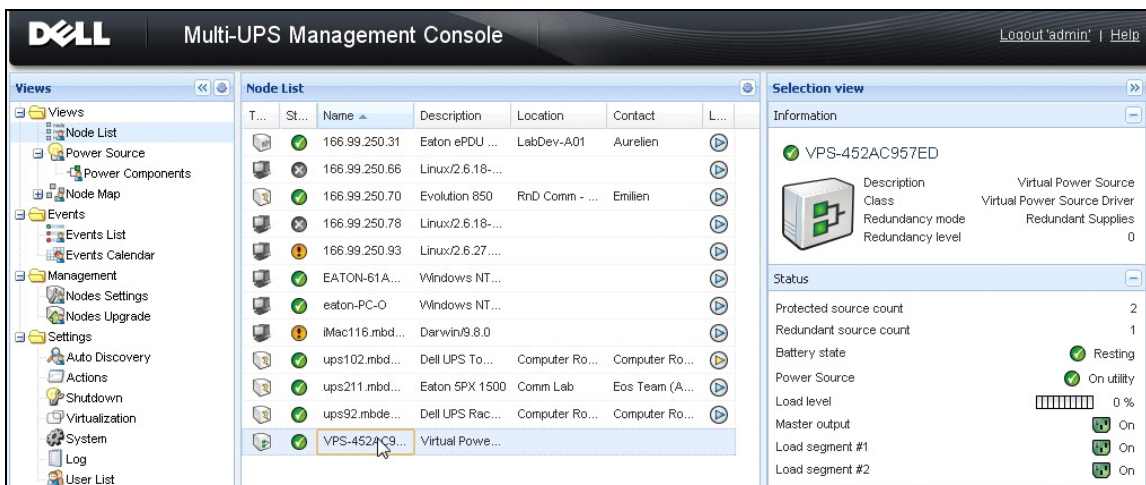 DELL Multi-UPS Management Console Logout 'admin' | Help
Views
Views
Node List
Power Source
Power Components
Node Map
Events
Events List
Events Calendar
Management
Nodes Settings
Nodes Upgrade
Settings
Auto Discovery
Actions
Shutdown
Virtualization
System
Log
User List
Node List
T... St... Name Description Location Contact L...
166.99.250.31 Eaton ePDU ... LabDev-A01 Aurelien
166.99.250.66 Linux/2.6.18-...
166.99.250.70 Evolution 850 RnD Comm - ... Emilien
166.99.250.78 Linux/2.6.18-...
166.99.250.93 Linux/2.6.27....
EATON-61A... Windows NT...
eaton-PC-O Windows NT...
iMac116.mbd... Darwin/9.8.0
ups102.mbd... Dell UPS To... Computer Ro... Computer Ro...
ups211.mbd... Eaton 5PX 1500 Comm Lab Eos Team (A...
ups92.mbde... Dell UPS Rac... Computer Ro... Computer Ro...
VPS-452AC9... Virtual Powe...
Selection view
Information
VPS-452AC957ED
Description Virtual Power Source
Class Virtual Power Source Driver
Redundancy mode Redundant Supplies
Redundancy level 0
Status
Protected source count 2
Redundant source count 1
Battery state Resting
Power Source On utility
Load level 0 %
Master output On
Load segment #1 On
Load segment #2 On